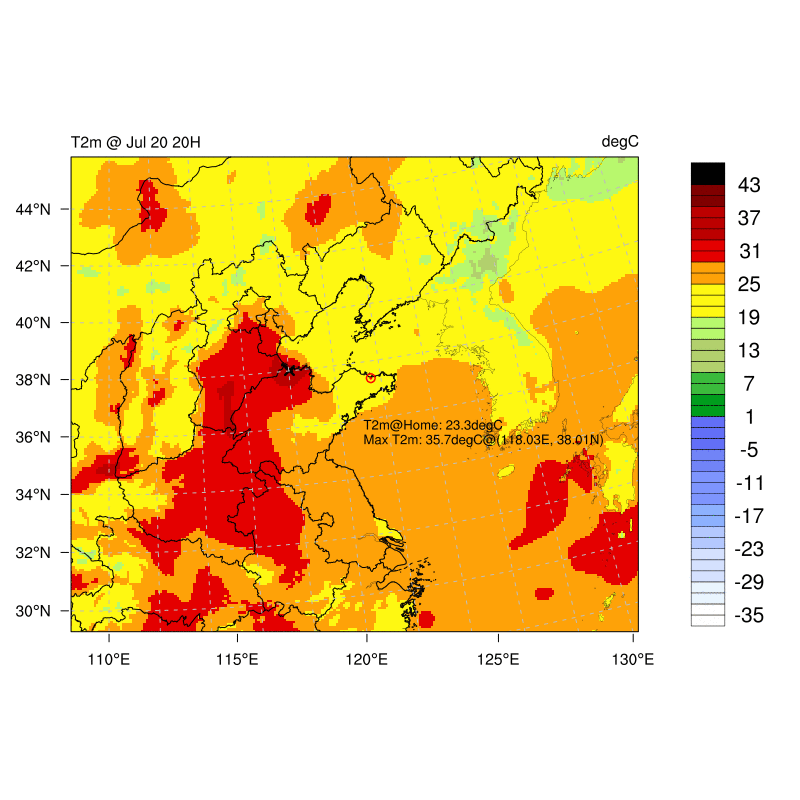 T2m @ Jul 20 20H
degC
44°N
42°N
40°N
38°N
36°N
34°N
32°N
30°N
110°E
115°E
120°E
125°E
130°E
T2m@Home: 23.3degC
Max T2m: 35.7degC@(118.03E, 38.01N)
43
37
31
25
19
13
7
1
-5
-11
-17
-23
-29
-35